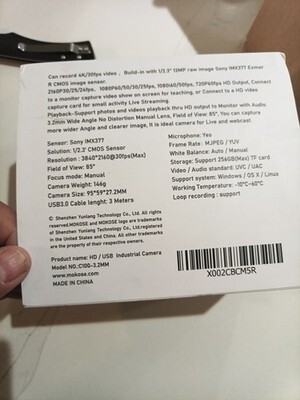 Can record 4K/30fps video, Build-in with 1/2.3" 12MP raw image Sony IMX377 Exmor
R CMOS image sensor.
2160P30/25/24fps, 1080P60/50/30/25fps, 1080i60/50fps, 720P60fps HD Output, Connect
to a monitor capture video show on screen for teaching, or Connect to a HD video
capture card for small activity Live Streaming.
Playback-Support photos and videos playback thru HD output to Monitor with Audio
3.2mm Wide Angle No Distortion Manual Lens, Field of View: 85°. You can capture
more wider Angle and clearer image, It is ideal camera for Live and webcast.
Sensor: Sony IMX377
Solution: 1/2.3" CMOS Sensor
Resolution : 3840*2160@30fps(Max)
Field of View: 85°
Focus mode: Manual
Camera Weight: 146g
Camera Size: 95*59*27.2MM
USB3.0 Cable lenght: 3 Meters
Microphone: Yeo
Frame Rate: MJPEG / YUV
White Balance: Auto / Manual
Storage: Support 256GB(Max) TF card
Video / Audio standard: UVC / UAC
Support system: Windows / OS X / Linux
Working Temperature: -10°C~60°C
Loop recording : support
© Shenzhen Yunlang Technology Co., Ltd. All rights
reserved.MOKOSE and MOKOSE logo are trademarks
of Shenzhen Yunlang Technology Co., Ltd,registered
in the United States and China. All other trademarks
are the property of their respective owners.
Product name: HD / USB Industrial Camera
Model NO.:C100-3.2MM
www.mokose.com
MADE IN CHINA
X002CBCM5R